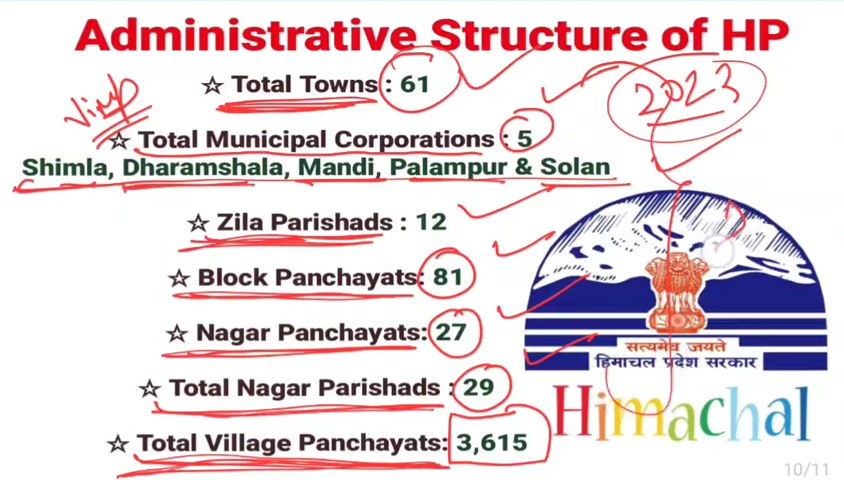 Administrative Structure of HP
☆ Total Towns : 61
2023
V.imp
☆ Total Municipal Corporations : 5
Shimla, Dharamshala, Mandi, Palampur & Solan
☆ Zila Parishads : 12
☆ Block Panchayats: 81
☆ Nagar Panchayats: 27
☆ Total Nagar Parishads : 29
☆ Total Village Panchayats: 3,615
सत्यमेव जयते
हिमाचल प्रदेश सरकार
Himachal
10/11